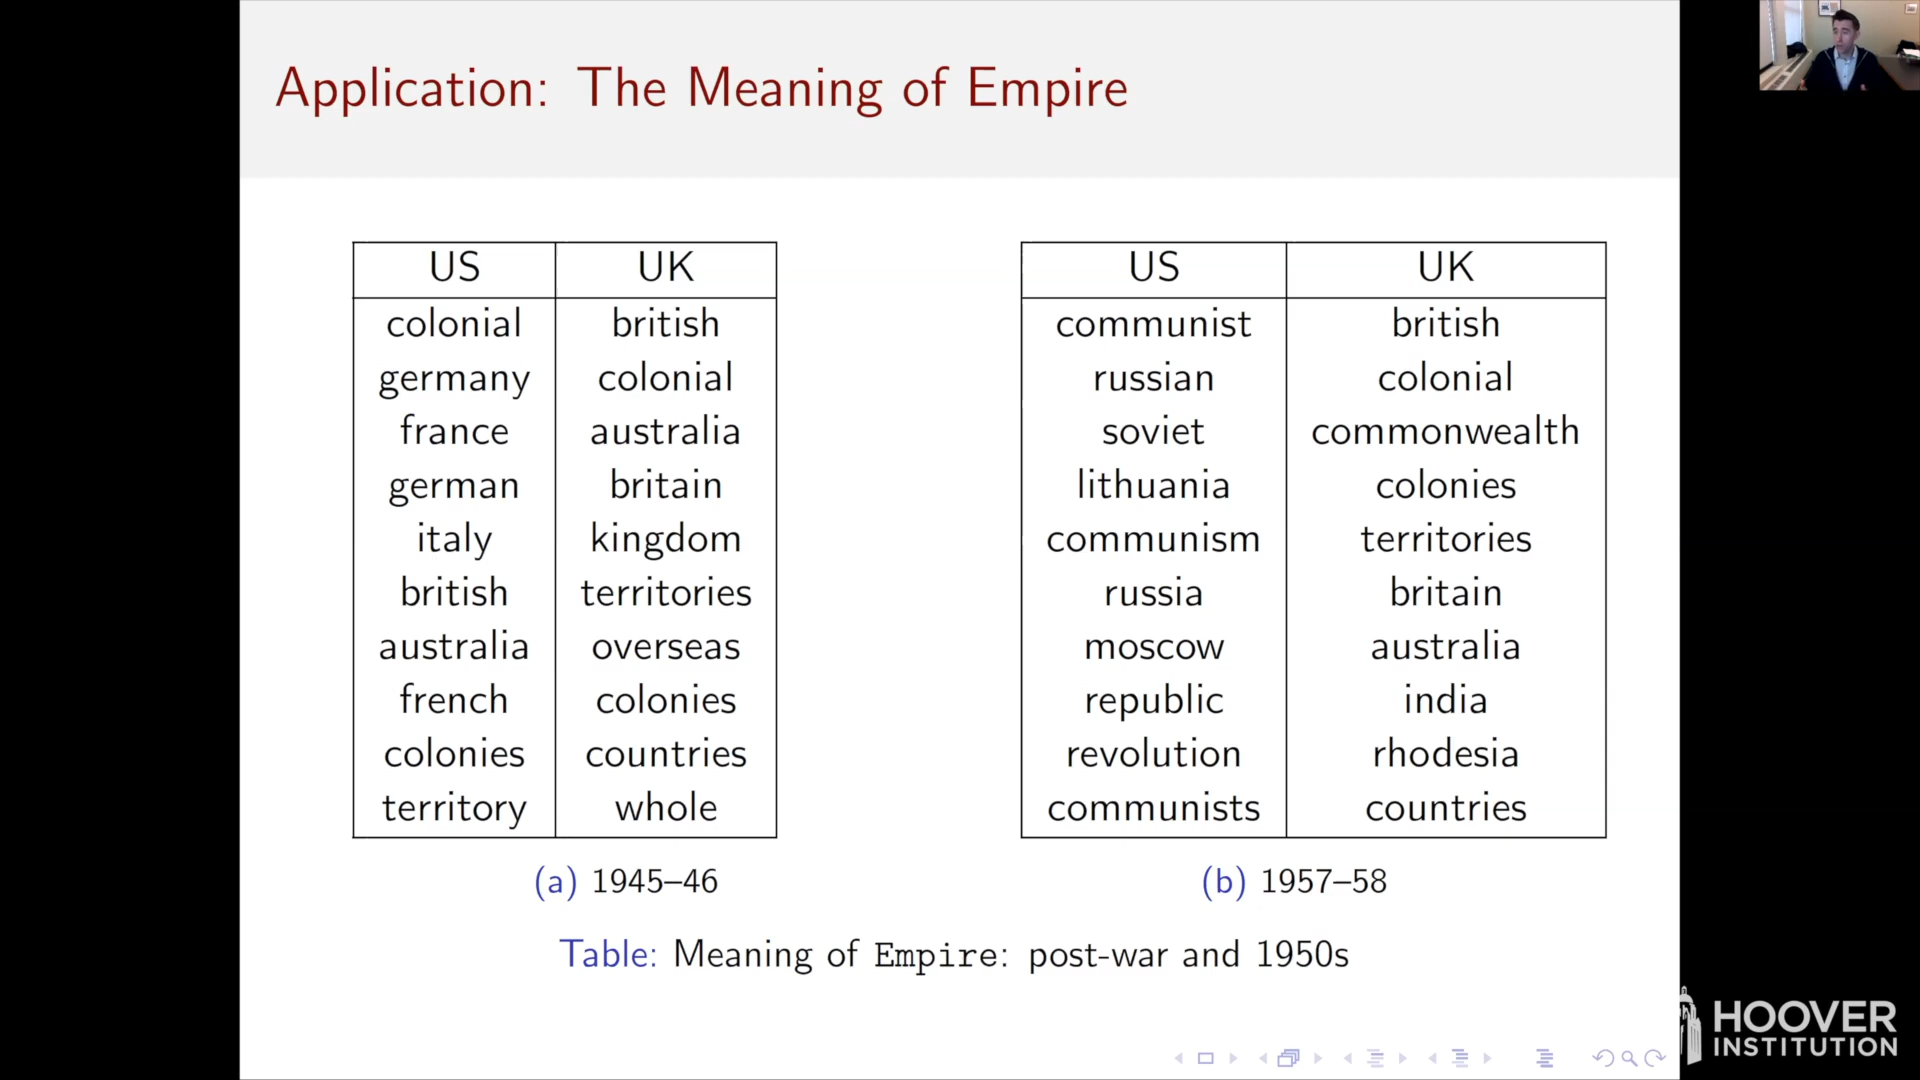 Application: The Meaning of Empire
US UK
colonial british
germany colonial
france australia
german britain
italy kingdom
british territories
australia overseas
french colonies
colonies countries
territory whole
(a) 1945–46
US UK
communist british
russian colonial
soviet commonwealth
lithuania colonies
communism territories
russia britain
moscow australia
republic india
revolution rhodesia
communists countries
(b) 1957–58
Table: Meaning of Empire: post-war and 1950s
HOOVER
INSTITUTION